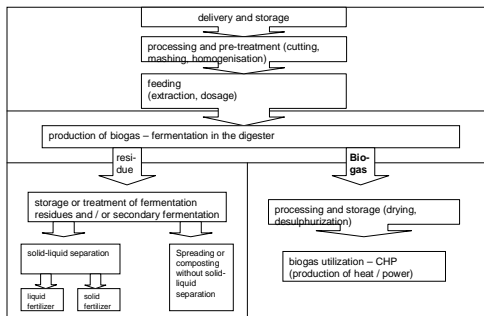 delivery and storage
processing and pre-treatment (cutting,
mashing, homogenisation)
feeding
(extraction, dosage)
production of biogas – fermentation in the digester
resi-
due
Bio-
gas
storage or treatment of fermentation
residues and / or secondary fermentation
processing and storage (drying,
desulphurization)
solid-liquid separation
Spreading or
composting
without solid-
liquid
separation
biogas utilization – CHP
(production of heat / power)
liquid
fertilizer
solid
fertilizer